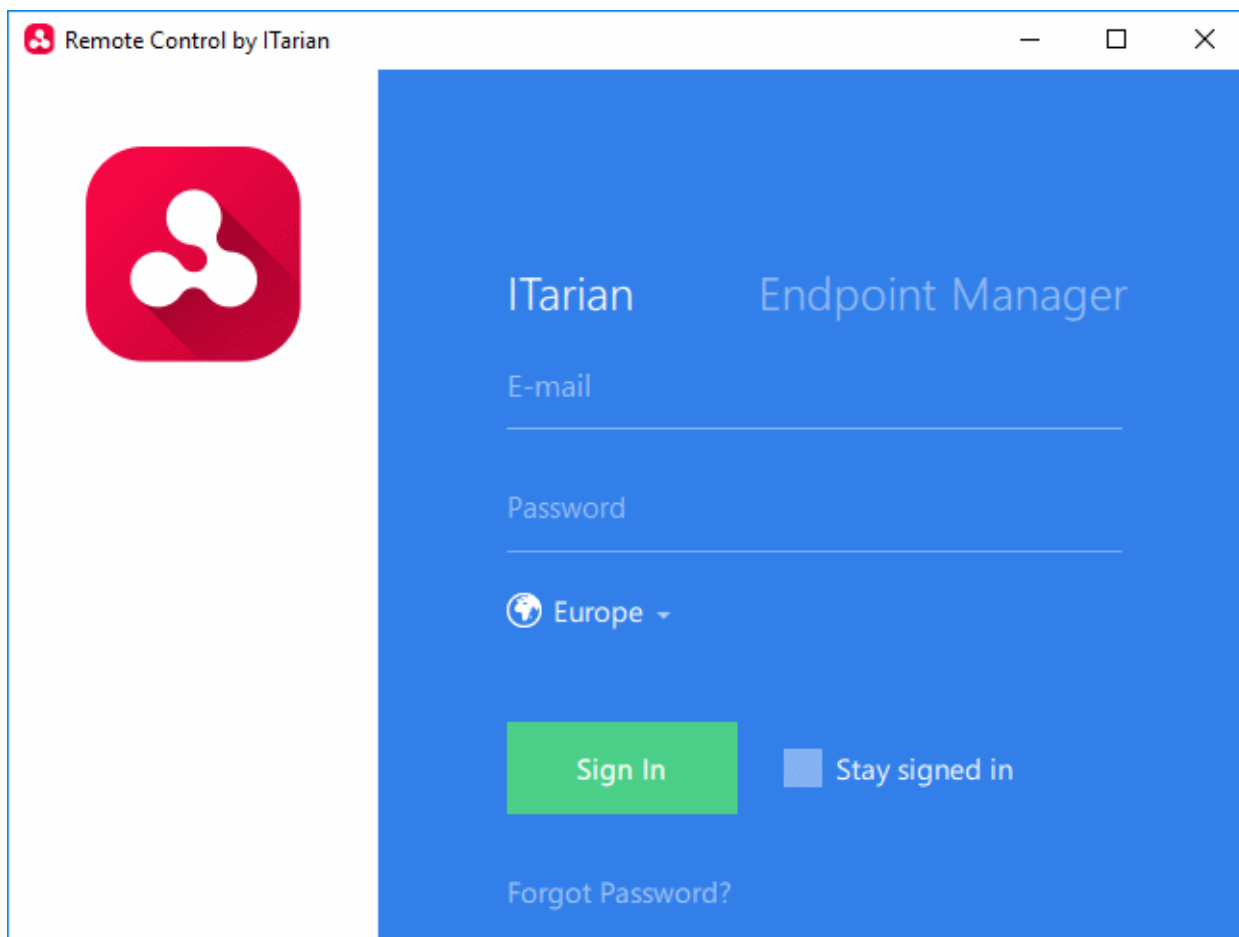 Remote Control by ITarian
ITarian Endpoint Manager
E-mail
Password
Europe
Sign In Stay signed in
Forgot Password?